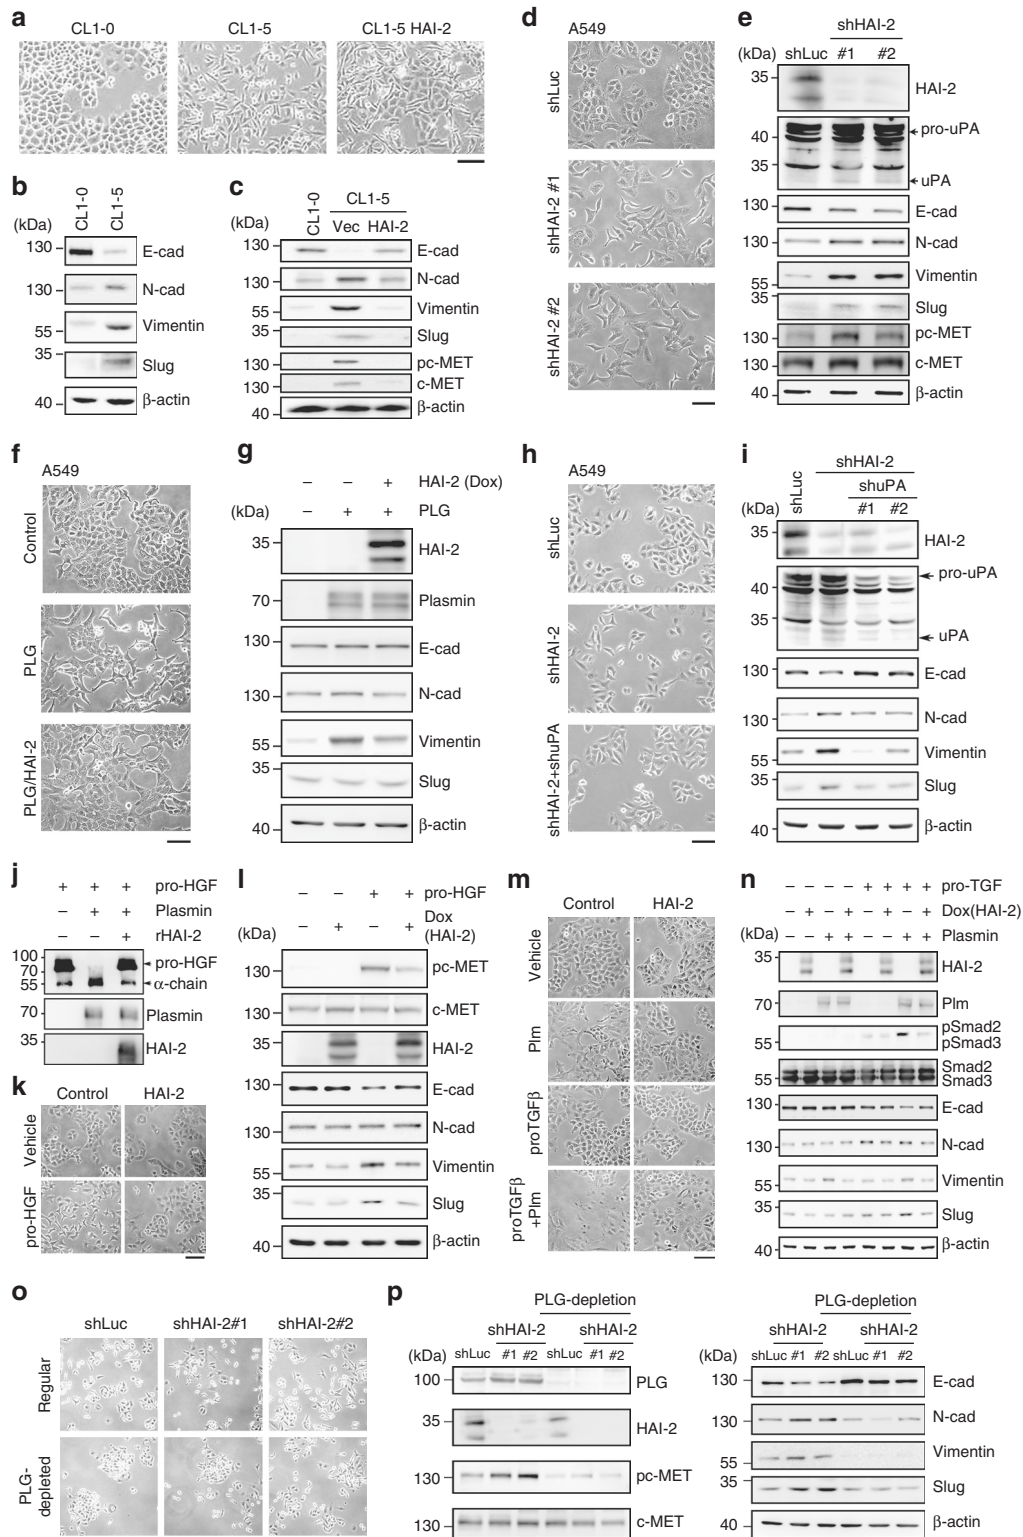 a
CL1-0 CL1-5 CL1-5 HAI-2
b
CL1-0 CL1-5
(kDa)
130 E-cad
130 N-cad
55 Vimentin
35 Slug
40 β-actin
c
CL1-5
CL1-0 Vec HAI-2
(kDa)
130 E-cad
130 N-cad
55 Vimentin
35 Slug
130 pc-MET
130 c-MET
40 β-actin
d
A549
shLuc
shHAI-2 #1
shHAI-2 #2
e
shHAI-2
(kDa) shLuc #1 #2
35 HAI-2
pro-uPA
40
35
uPA
E-cad
130
130 N-cad
55 Vimentin
35 Slug
130 pc-MET
130 c-MET
40 β-actin
f
A549
Control
PLG
PLG/HAI-2
g
– – + HAI-2 (Dox)
(kDa) – + + PLG
35 HAI-2
70 Plasmin
130 E-cad
130 N-cad
55 Vimentin
35 Slug
40 β-actin
h
A549
shLuc
shHAI-2
shHAI-2+shuPA
i
shHAI-2
shLuc shuPA
(kDa) #1 #2
35 HAI-2
pro-uPA
40
35
uPA
130 E-cad
130 N-cad
55 Vimentin
35 Slug
40 β-actin
j
+ + + pro-HGF
– + + Plasmin
– – + rHAI-2
100
70 pro-HGF
55 α-chain
70 Plasmin
35 HAI-2
k
Control HAI-2
Vehicle
pro-HGF
l
– – + + pro-HGF
– + – + Dox
(kDa) (HAI-2)
130 pc-MET
130 c-MET
35 HAI-2
130 E-cad
130 N-cad
55 Vimentin
35 Slug
40 β-actin
m
Control HAI-2
Vehicle
Plm
proTGFβ
proTGFβ
+Plm
n
– – – – + + + + pro-TGF
– + – + – + – + Dox(HAI-2)
(kDa) – – + + – – + + Plasmin
35 HAI-2
70 Plm
pSmad2
55 pSmad3
Smad2
55 Smad3
130 E-cad
130 N-cad
55 Vimentin
35 Slug
40 β-actin
o
shLuc shHAI-2#1 shHAI-2#2
Regular
PLG-
depleted
p
PLG-depletion
shHAI-2 shHAI-2
(kDa) shLuc #1 #2 shLuc #1 #2
100 PLG
35 HAI-2
130 pc-MET
130 c-MET
PLG-depletion
shHAI-2 shHAI-2
(kDa) shLuc #1 #2 shLuc #1 #2
130 E-cad
130 N-cad
55 Vimentin
35 Slug
40 β-actin